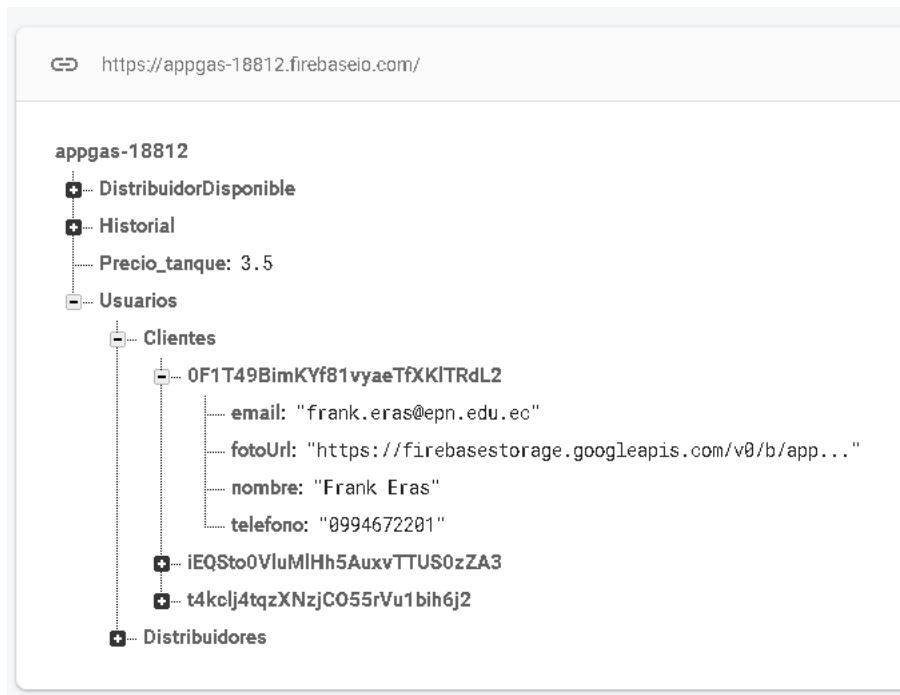 https://appgas-18812.firebaseio.com/
appgas-18812
DistribuidorDisponible
Historial
Precio_tanque: 3.5
Usuarios
Clientes
0F1T49BimKYf81vyaeTfXKlTRdL2
email: "frank.eras@epn.edu.ec"
fotoUrl: "https://firebasestorage.googleapis.com/v0/b/app..."
nombre: "Frank Eras"
telefono: "0994672201"
iEQSto0VluMlHh5AuxvTTUS0zZA3
t4kclj4tqzXNzjCO55rVu1bih6j2
Distribuidores